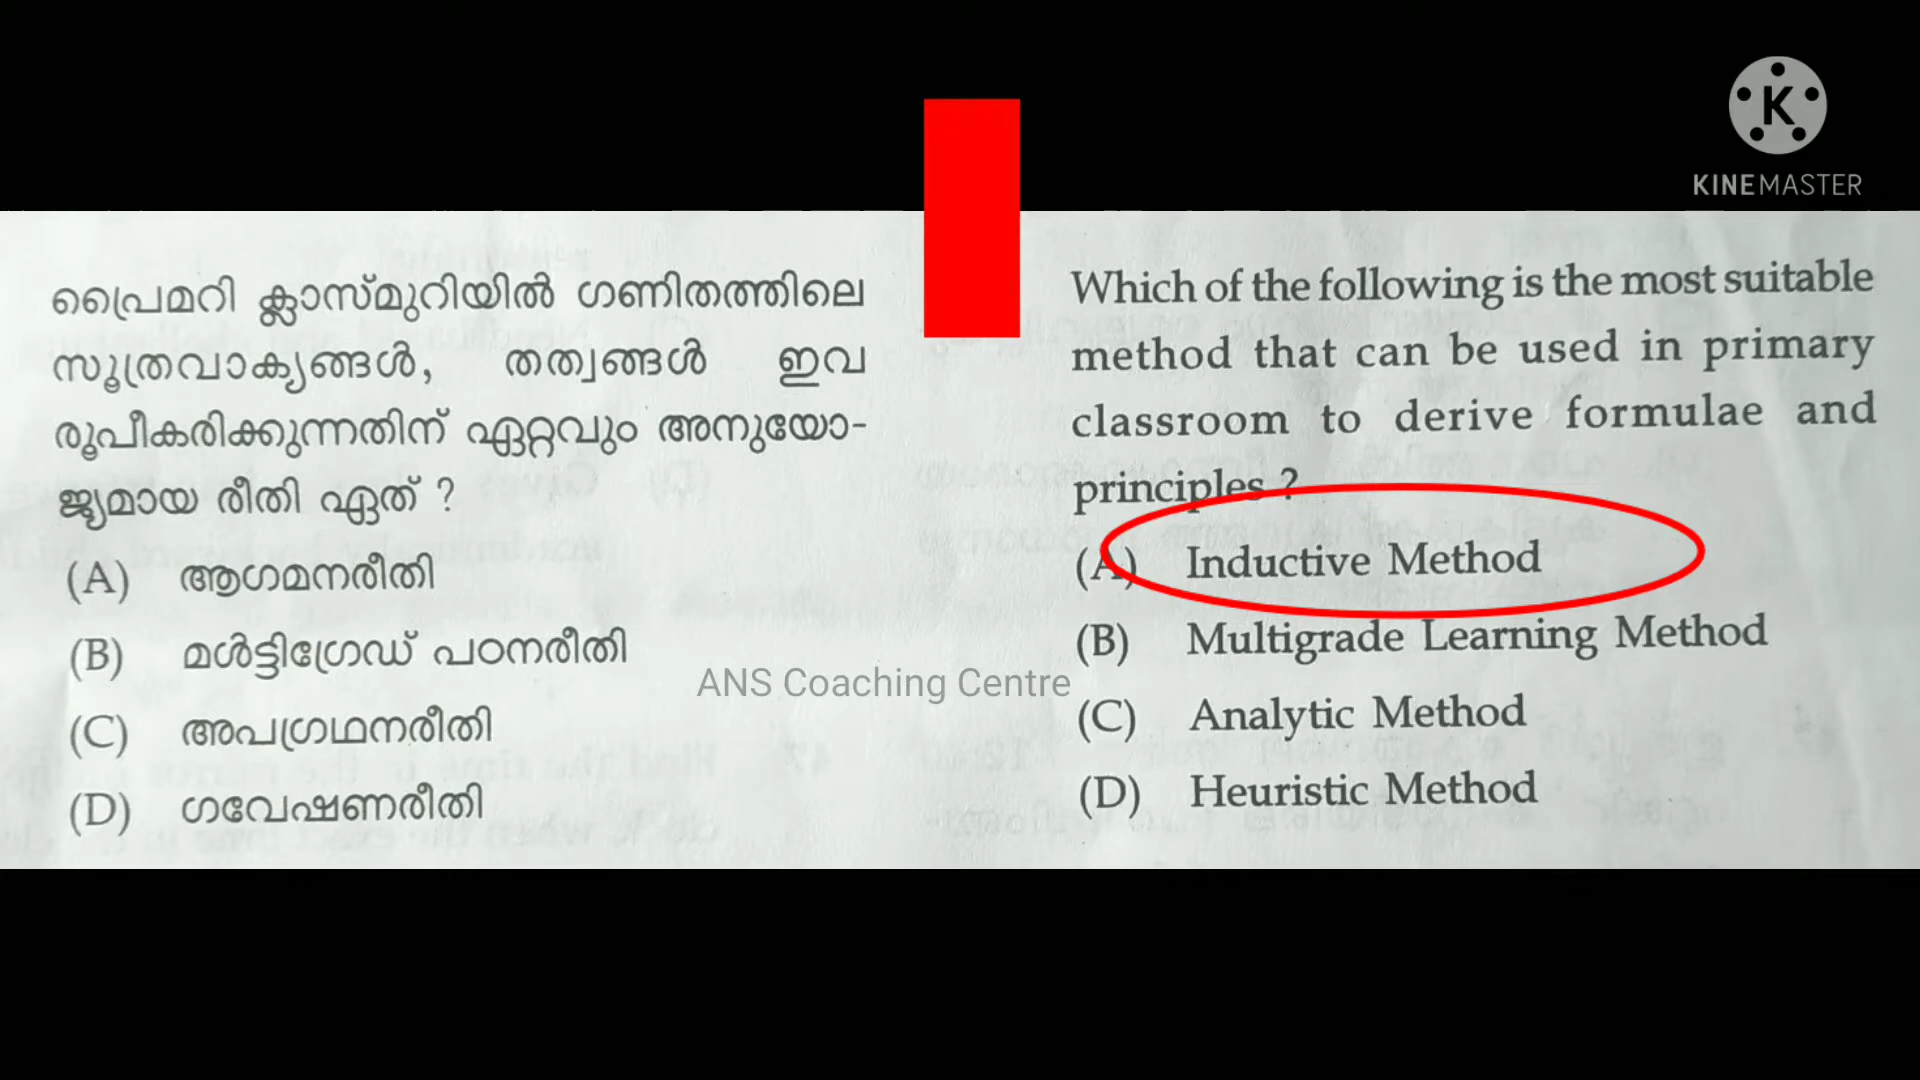 K
KINEMASTER
പ്രൈമറി ക്ലാസ്മുറിയിൽ ഗണിതത്തിലെ
സൂത്രവാക്യങ്ങൾ, തത്വങ്ങൾ ഇവ
രൂപീകരിക്കുന്നതിന് ഏറ്റവും അനുയോ-
ജ്യമായ രീതി ഏത് ?
(A) ആഗമനരീതി
(B) മൾട്ടിഗ്രേഡ് പഠനരീതി
(C) അപഗ്രഥനരീതി
(D) ഗവേഷണരീതി
ANS Coaching Centre
Which of the following is the most suitable
method that can be used in primary
classroom to derive formulae and
principles ?
(A) Inductive Method
(B) Multigrade Learning Method
(C) Analytic Method
(D) Heuristic Method